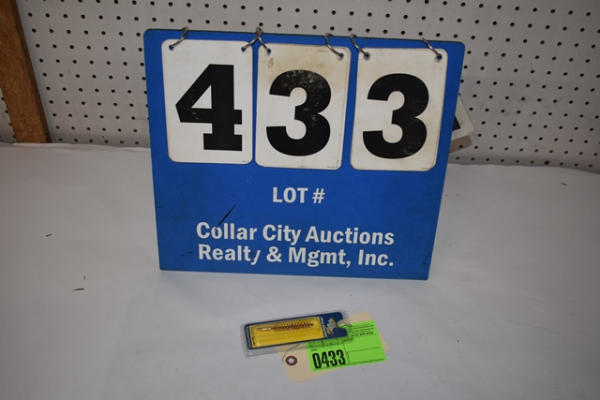 433
LOT #
Collar City Auctions
Realty & Mgmt, Inc.
0433